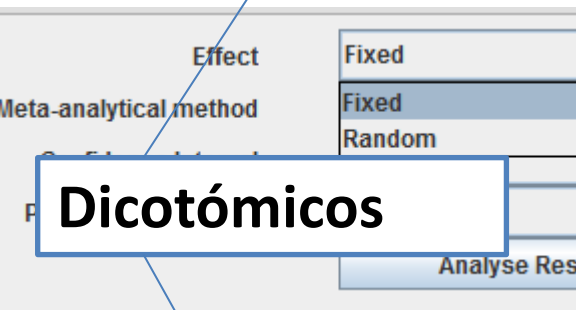 Effect Fixed
Meta-analytical method Fixed
Random
Dicotómicos
Analyse Res